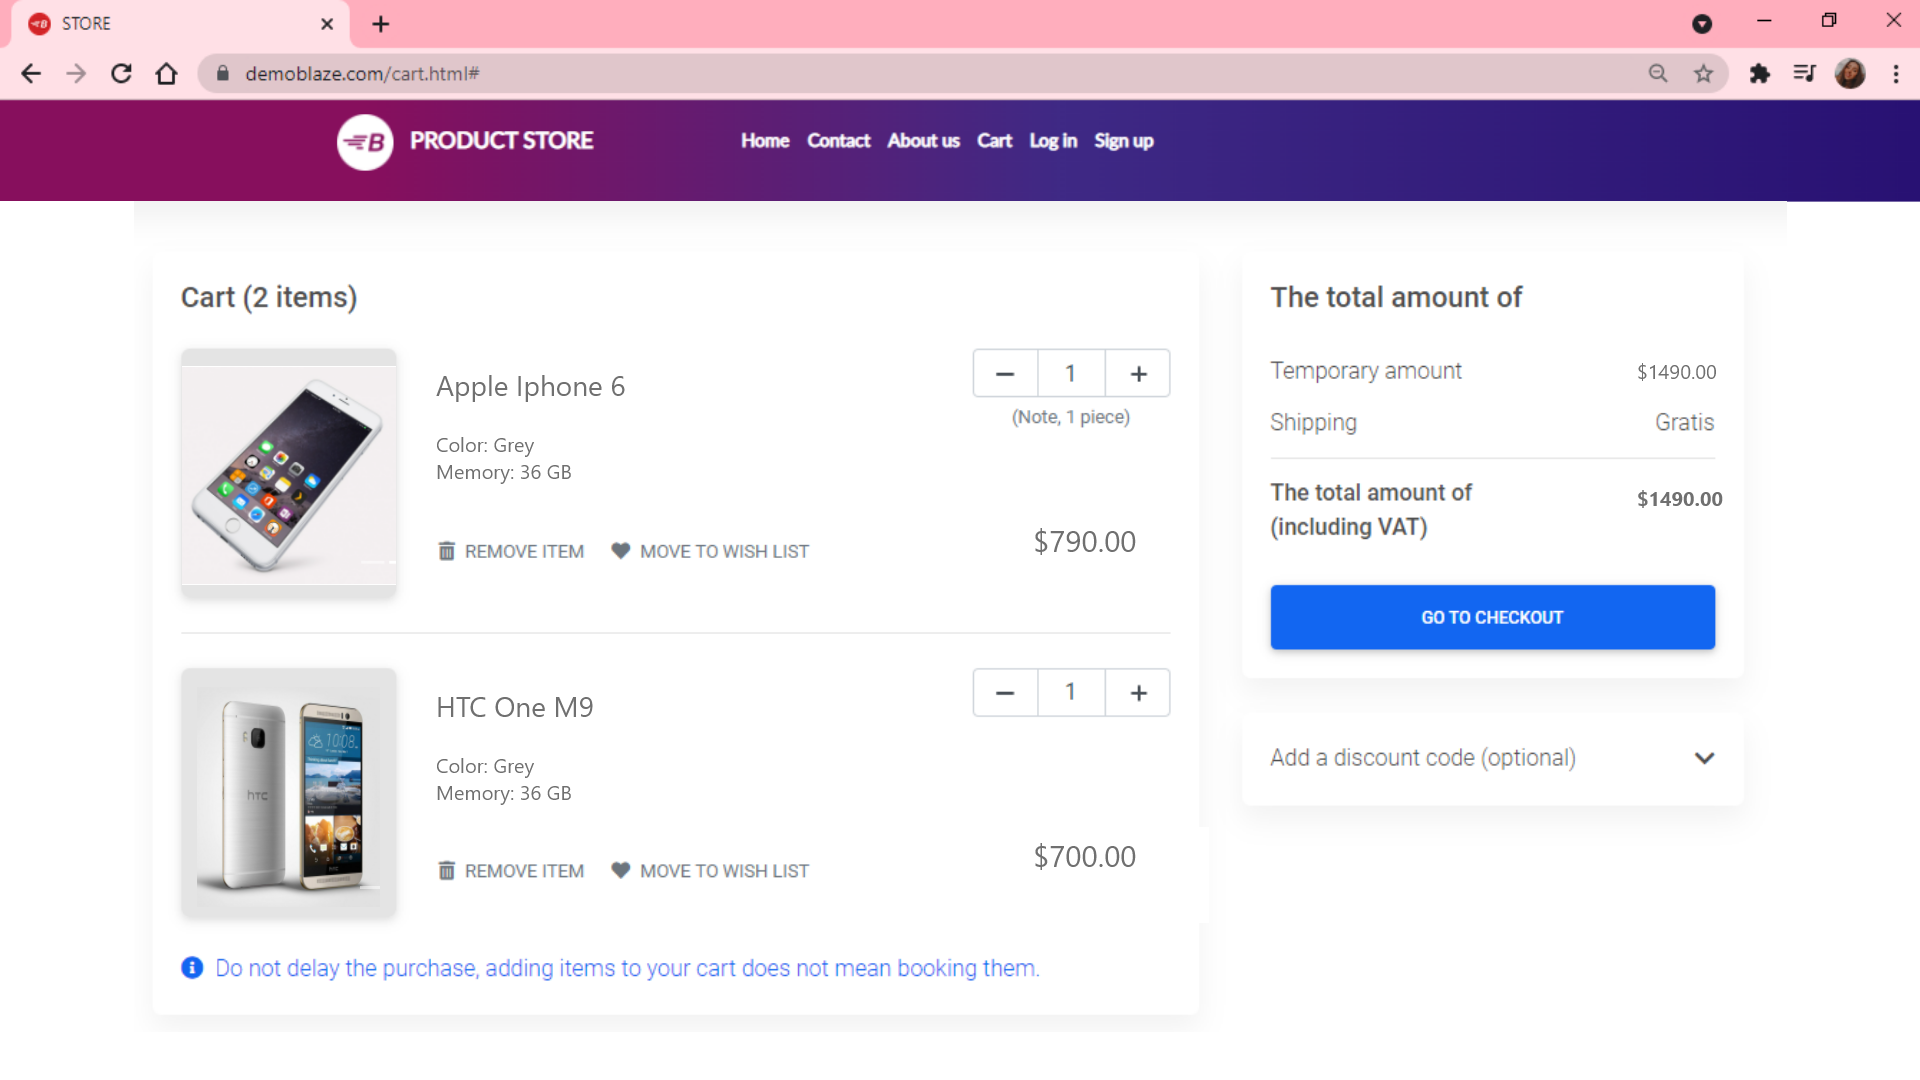 STORE
demoblaze.com/cart.html#
B PRODUCT STORE Home Contact About us Cart Log in Sign up
Cart (2 items)
Apple Iphone 6
1
(Note, 1 piece)
Color: Grey
Memory: 36 GB
REMOVE ITEM MOVE TO WISH LIST
$790.00
HTC One M9
1
Color: Grey
Memory: 36 GB
REMOVE ITEM MOVE TO WISH LIST
$700.00
hTC
10:08
Do not delay the purchase, adding items to your cart does not mean booking them.
The total amount of
Temporary amount $1490.00
Shipping Gratis
The total amount of
(including VAT)
$1490.00
GO TO CHECKOUT
Add a discount code (optional)